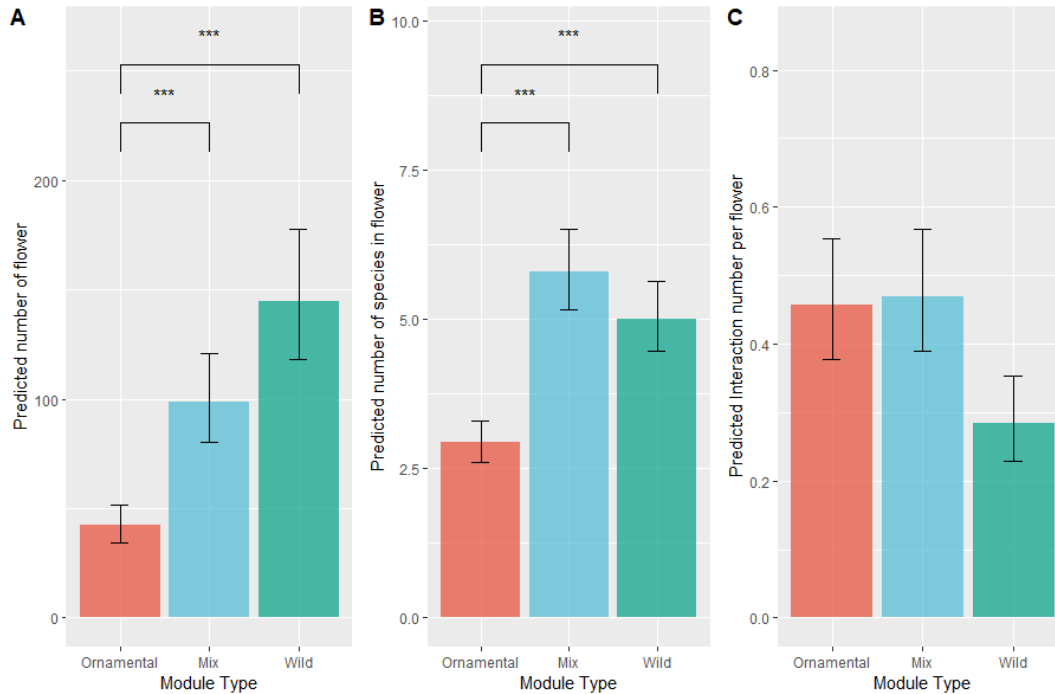 A
Predicted number of flower
200
100
0
***
***
Ornamental Mix Wild
Module Type
B
Predicted number of species in flower
10.0
7.5
5.0
2.5
0.0
***
***
Ornamental Mix Wild
Module Type
C
Predicted Interaction number per flower
0.8
0.6
0.4
0.2
0.0
Ornamental Mix Wild
Module Type